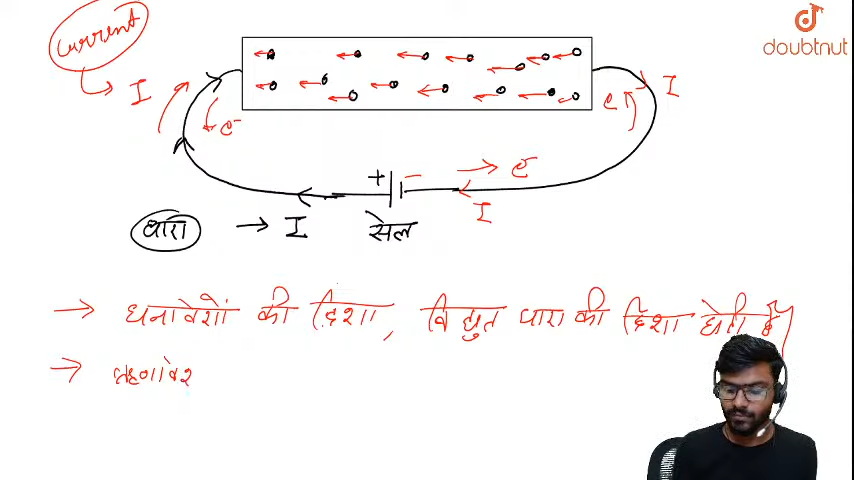 Current
doubtnut
I
e⁻
e⁻
I
+
−
e⁻
I
धारा → I
सेल
→ धनावेशों की दिशा, विद्युत धारा की दिशा होती है
→ ऋणावेश